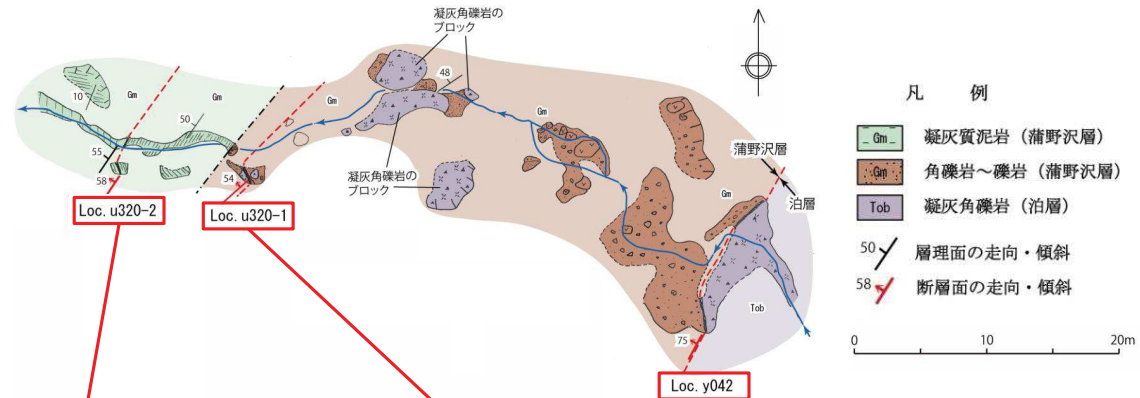 凝灰角礫岩の
ブロック
10
Gm
Gm
50
55
58
54
Gm
48
凝灰角礫岩の
ブロック
Gm
Gm
蒲野沢層
泊層
Tob
75
Loc. u320-2
Loc. u320-1
Loc. y042
凡 例
Gm 凝灰質泥岩（蒲野沢層）
Gm 角礫岩～礫岩（蒲野沢層）
Tob 凝灰角礫岩（泊層）
50 層理面の走向・傾斜
58 断層面の走向・傾斜
0 10 20m